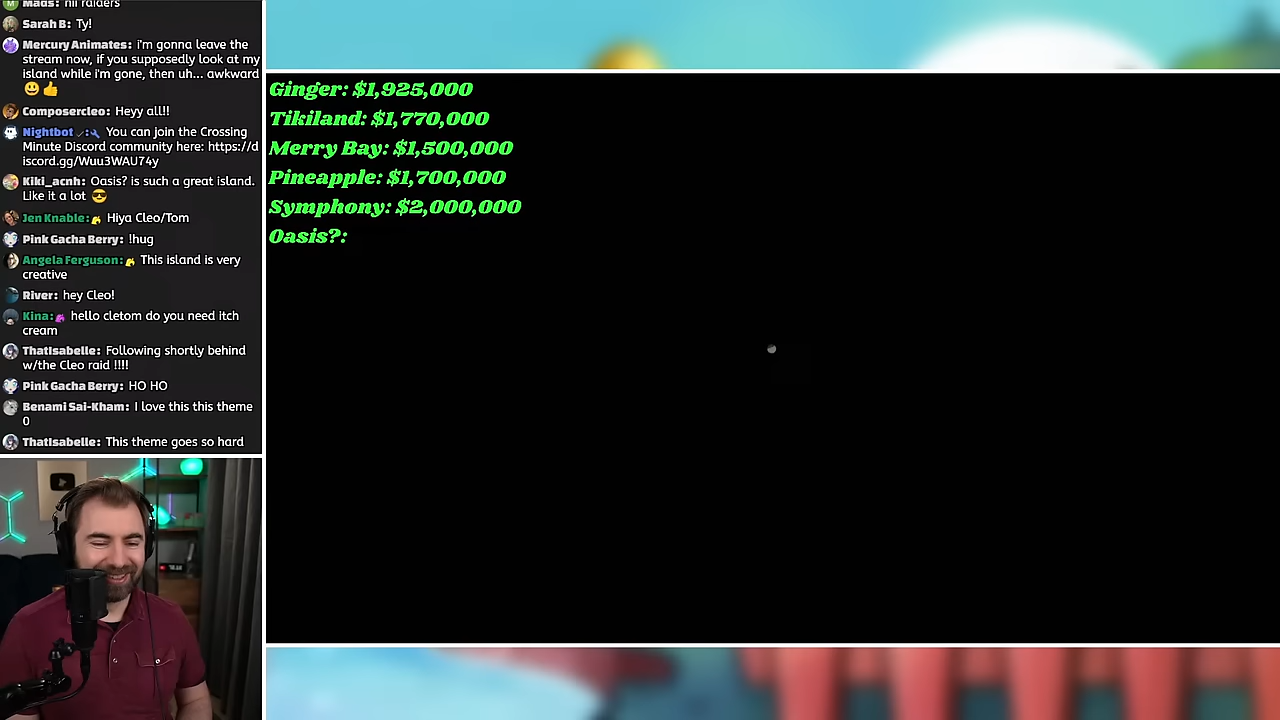 Mads: hii raiders
Sarah B: Ty!
Mercury Animates: i'm gonna leave the
stream now, if you supposedly look at my
island while i'm gone, then uh... awkward
😀👍
Composercleo: Heyy all!!
Nightbot You can join the Crossing
Minute Discord community here: https://d
iscord.gg/Wuu3WAU74y
Kiki_acnh: Oasis? is such a great island.
Like it a lot 😎
Jen Knable: Hiya Cleo/Tom
Pink Gacha Berry: !hug
Angela Ferguson: This island is very
creative
River: hey Cleo!
Kina: hello cletom do you need itch
cream
ThatIsabelle: Following shortly behind
w/the Cleo raid !!!!
Pink Gacha Berry: HO HO
Benami Sai-Kham: I love this this theme
0
ThatIsabelle: This theme goes so hard
Ginger: $1,925,000
Tikiland: $1,770,000
Merry Bay: $1,500,000
Pineapple: $1,700,000
Symphony: $2,000,000
Oasis?: